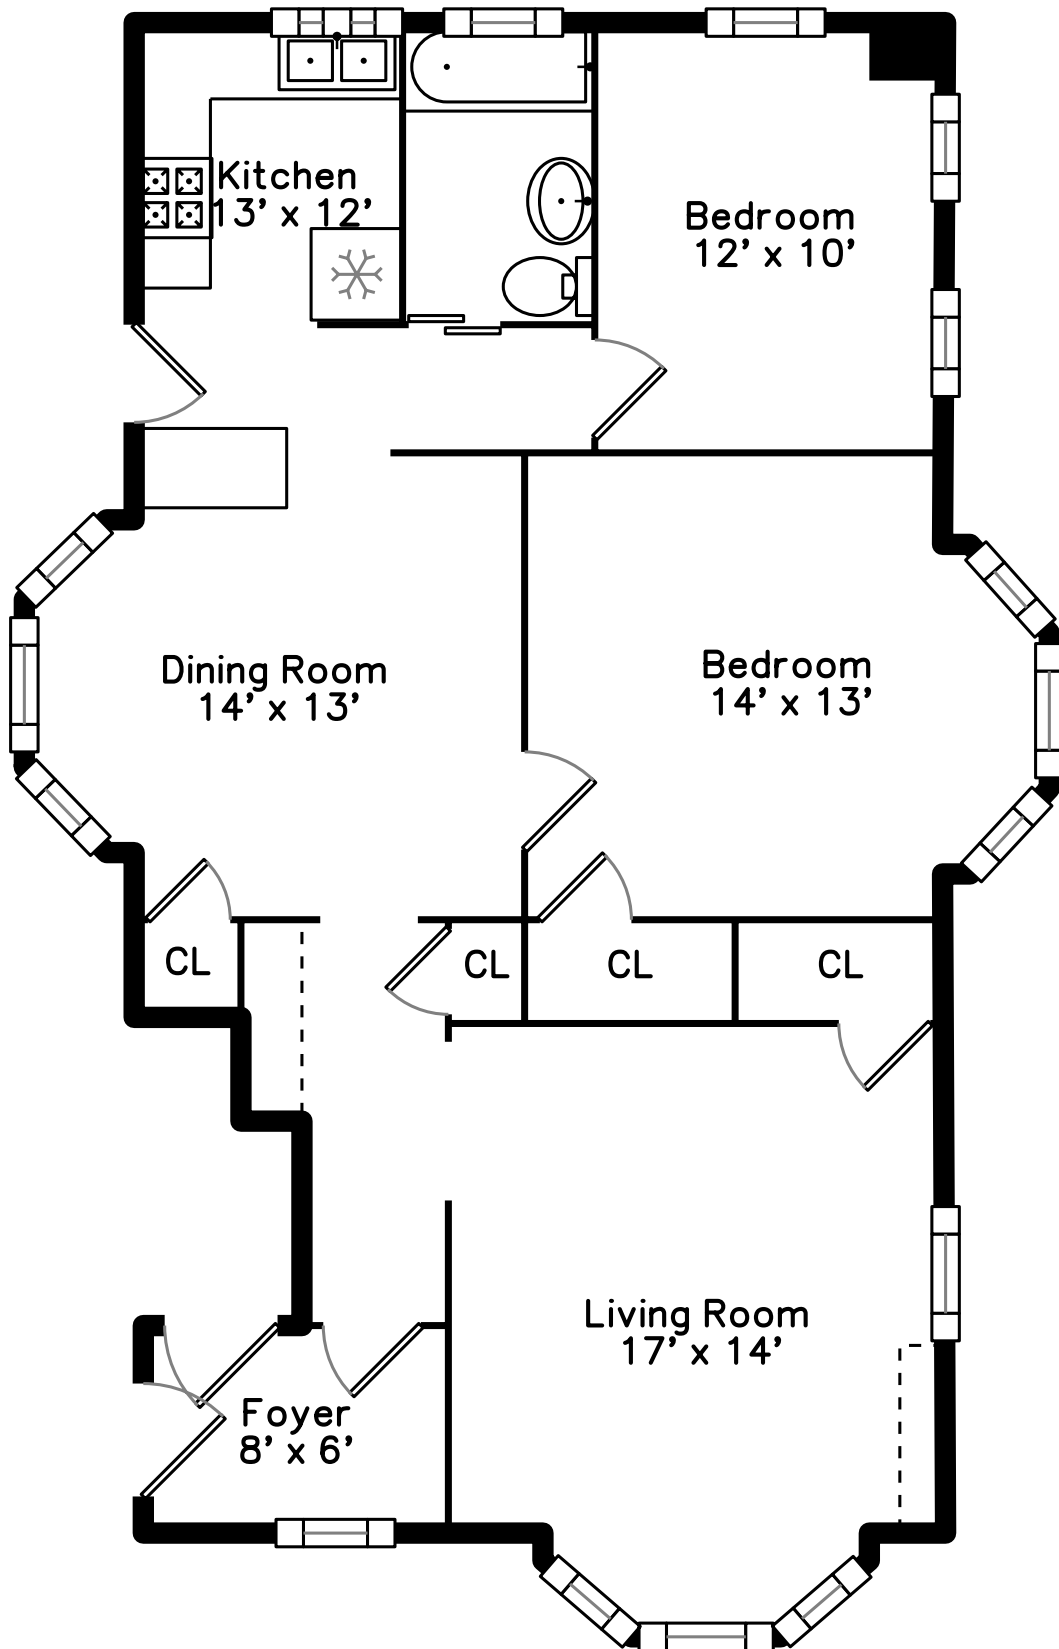 Kitchen
13' x 12'
Bedroom
12' x 10'
Dining Room
14' x 13'
Bedroom
14' x 13'
CL
CL
CL
CL
Living Room
17' x 14'
Foyer
8' x 6'